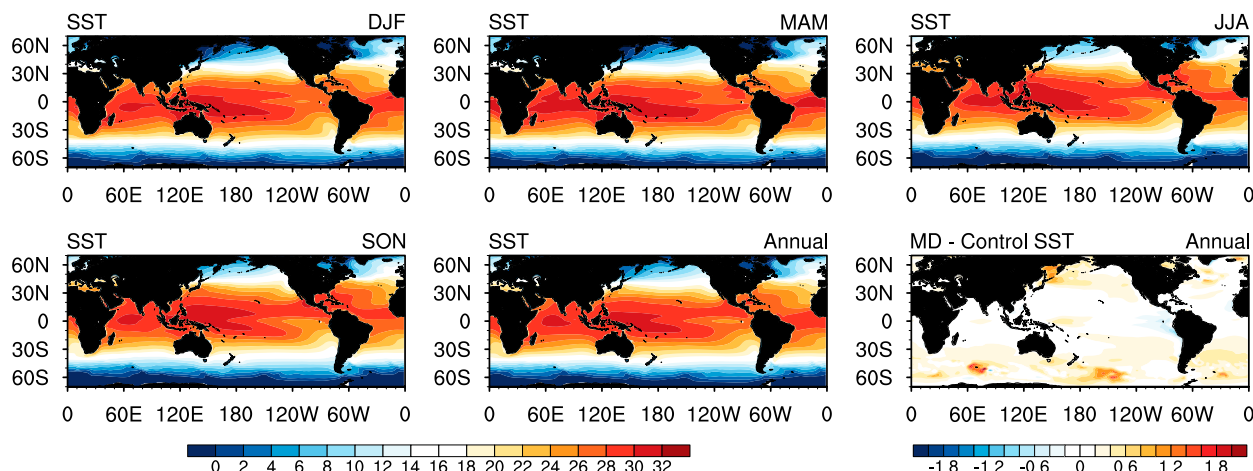 SST DJF SST MAM SST JJA
60N 60N 60N
30N 30N 30N
0 0 0
30S 30S 30S
60S 60S 60S
0 60E 120E 180 120W 60W 0 0 60E 120E 180 120W 60W 0 0 60E 120E 180 120W 60W 0
SST SON SST Annual MD - Control SST Annual
60N 60N 60N
30N 30N 30N
0 0 0
30S 30S 30S
60S 60S 60S
0 60E 120E 180 120W 60W 0 0 60E 120E 180 120W 60W 0 0 60E 120E 180 120W 60W 0
0 2 4 6 8 10 12 14 16 18 20 22 24 26 28 30 32 -1.8 -1.2 -0.6 0 0.6 1.2 1.8